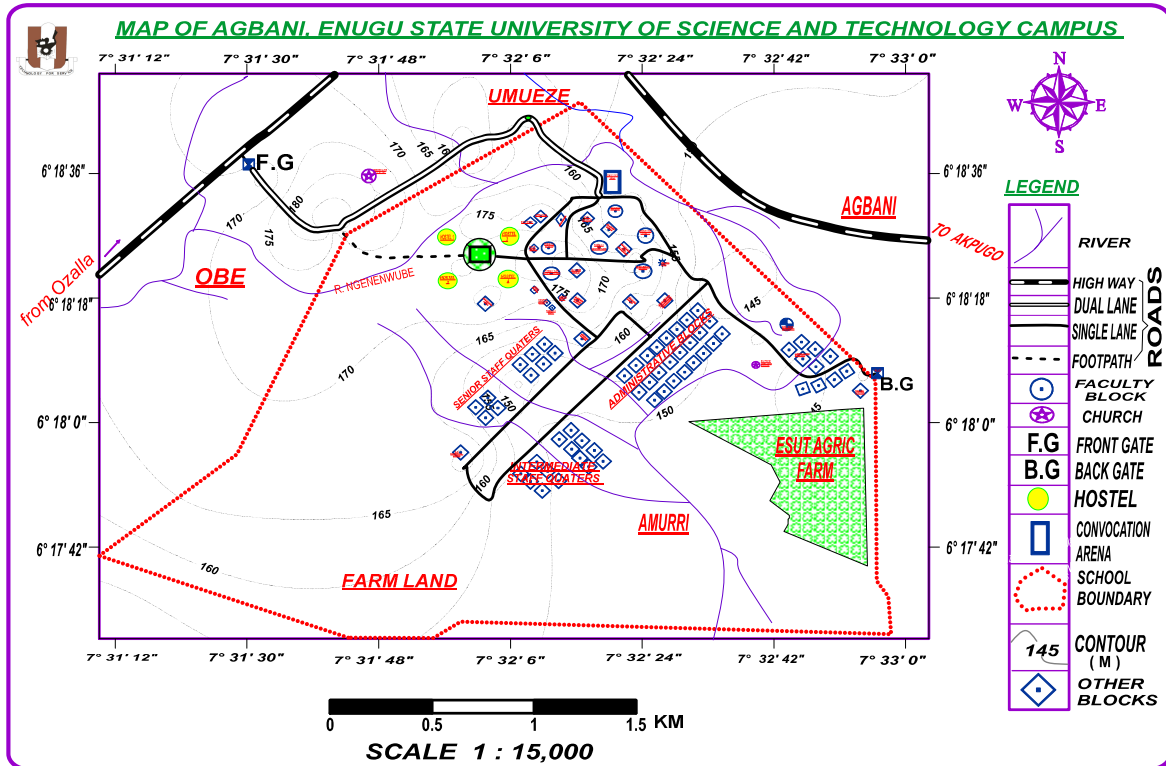 MAP OF AGBANI. ENUGU STATE UNIVERSITY OF SCIENCE AND TECHNOLOGY CAMPUS
TECHNOLOGY FOR SERVICE
7° 31' 12"
7° 31' 30"
7° 31' 48"
7° 32' 6"
7° 32' 24"
7° 32' 42"
7° 33' 0"
6° 18' 36"
6° 18' 18"
6° 18' 0"
6° 17' 42"
UMUEZE
F.G
170
165
160
180
170
175
175
165
150
170
175
AGBANI
TO AKPUGO
OBE
from Ozalla
R. NGENENWUBE
165
160
145
170
SENIOR STAFF QUATERS
ADMINISTRATIVE BLOCKS
150
150
B.G
45
ESUT AGRIC
FARM
INTERMEDIATE
STAFF QUATERS
160
165
AMURRI
160
FARM LAND
6° 18' 36"
6° 18' 18"
6° 18' 0"
6° 17' 42"
7° 31' 12"
7° 31' 30"
7° 31' 48"
7° 32' 6"
7° 32' 24"
7° 32' 42"
7° 33' 0"
0
0.5
1
1.5
KM
SCALE 1 : 15,000
N
W
E
S
LEGEND
RIVER
HIGH WAY
DUAL LANE
SINGLE LANE
FOOTPATH
ROADS
FACULTY
BLOCK
CHURCH
F.G FRONT GATE
B.G BACK GATE
HOSTEL
CONVOCATION
ARENA
SCHOOL
BOUNDARY
145 CONTOUR
( M )
OTHER
BLOCKS